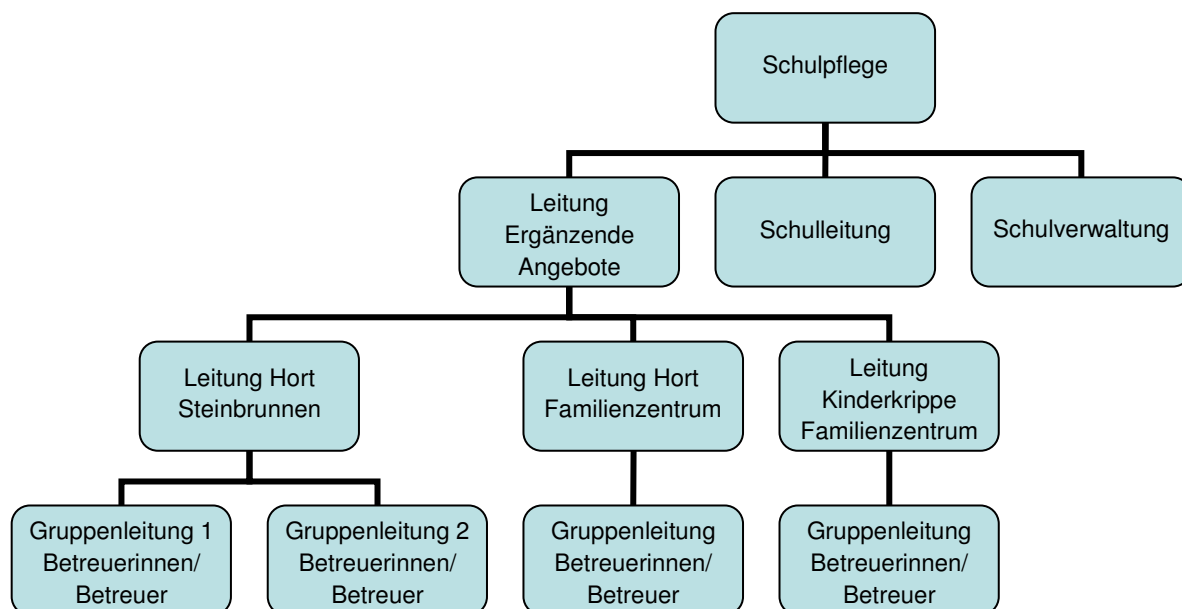 Schulpflege
Leitung
Ergänzende
Angebote
Schulleitung
Schulverwaltung
Leitung Hort
Steinbrunnen
Leitung Hort
Familienzentrum
Leitung
Kinderkrippe
Familienzentrum
Gruppenleitung 1
Betreuerinnen/
Betreuer
Gruppenleitung 2
Betreuerinnen/
Betreuer
Gruppenleitung
Betreuerinnen/
Betreuer
Gruppenleitung
Betreuerinnen/
Betreuer